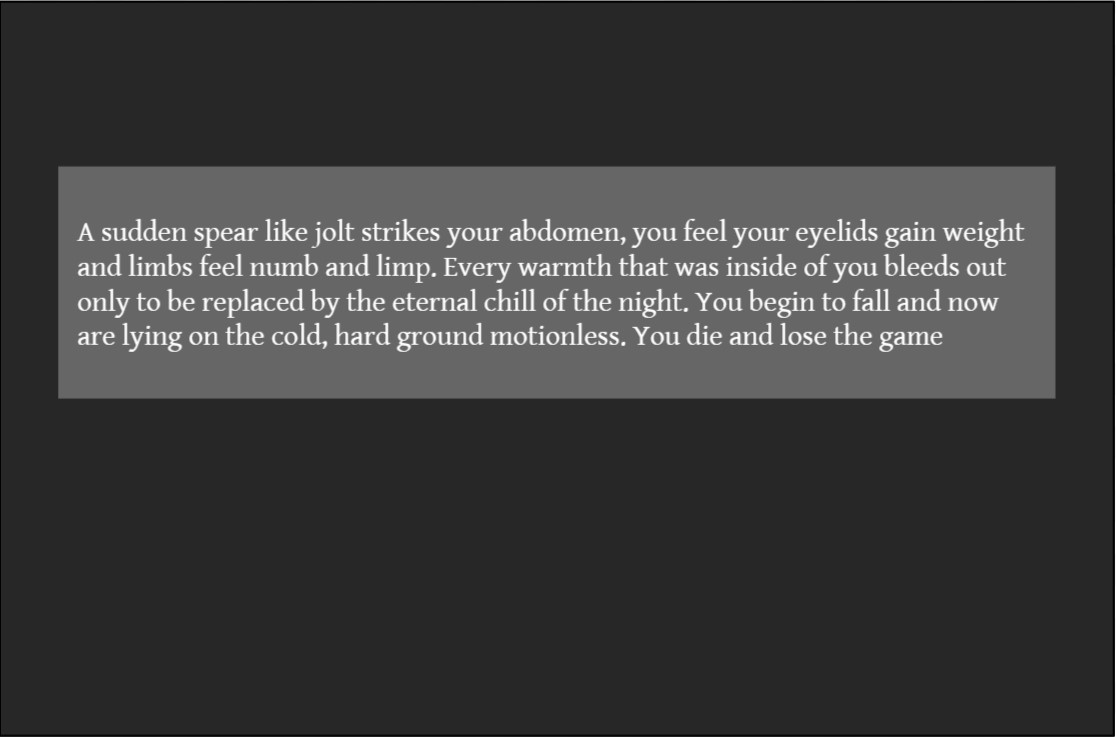 A sudden spear like jolt strikes your abdomen, you feel your eyelids gain weight
and limbs feel numb and limp. Every warmth that was inside of you bleeds out
only to be replaced by the eternal chill of the night. You begin to fall and now
are lying on the cold, hard ground motionless. You die and lose the game